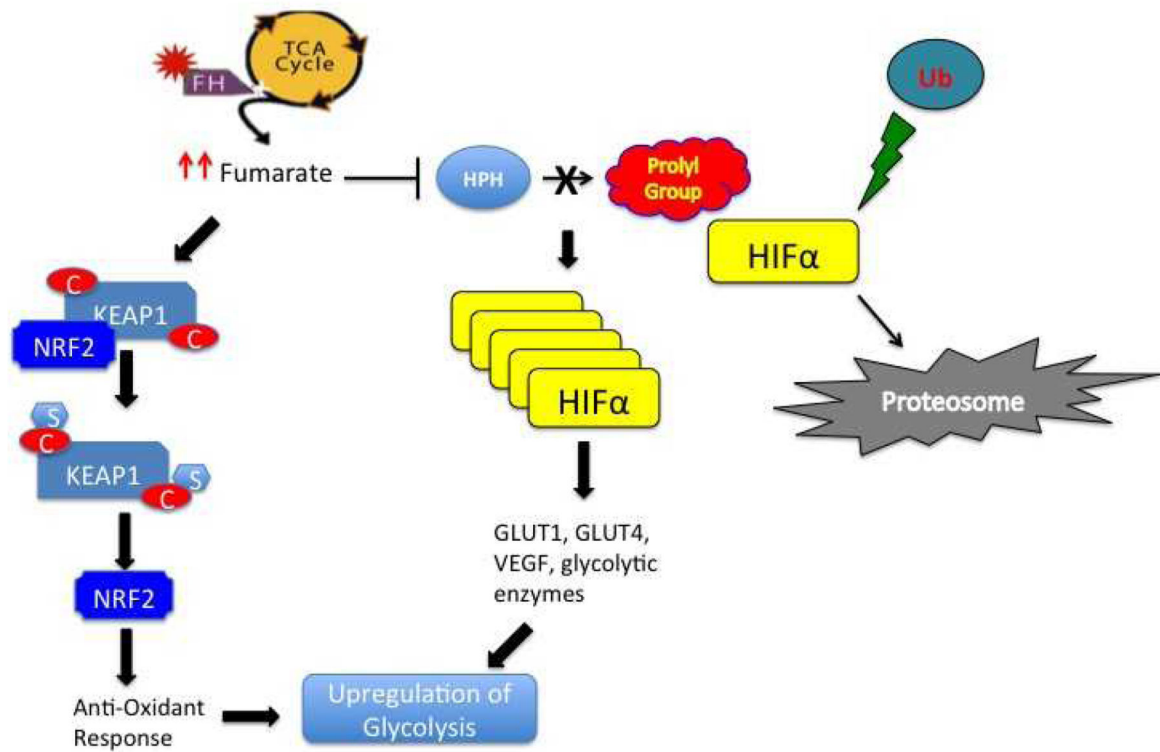 TCA
Cycle
FH
Ub
Fumarate
HPH
X
Prolyl
Group
HIFα
C
KEAP1
C
NRF2
HIFα
Proteosome
S
C
KEAP1
S
C
GLUT1, GLUT4,
VEGF, glycolytic
enzymes
NRF2
Anti-Oxidant
Response
Upregulation of
Glycolysis